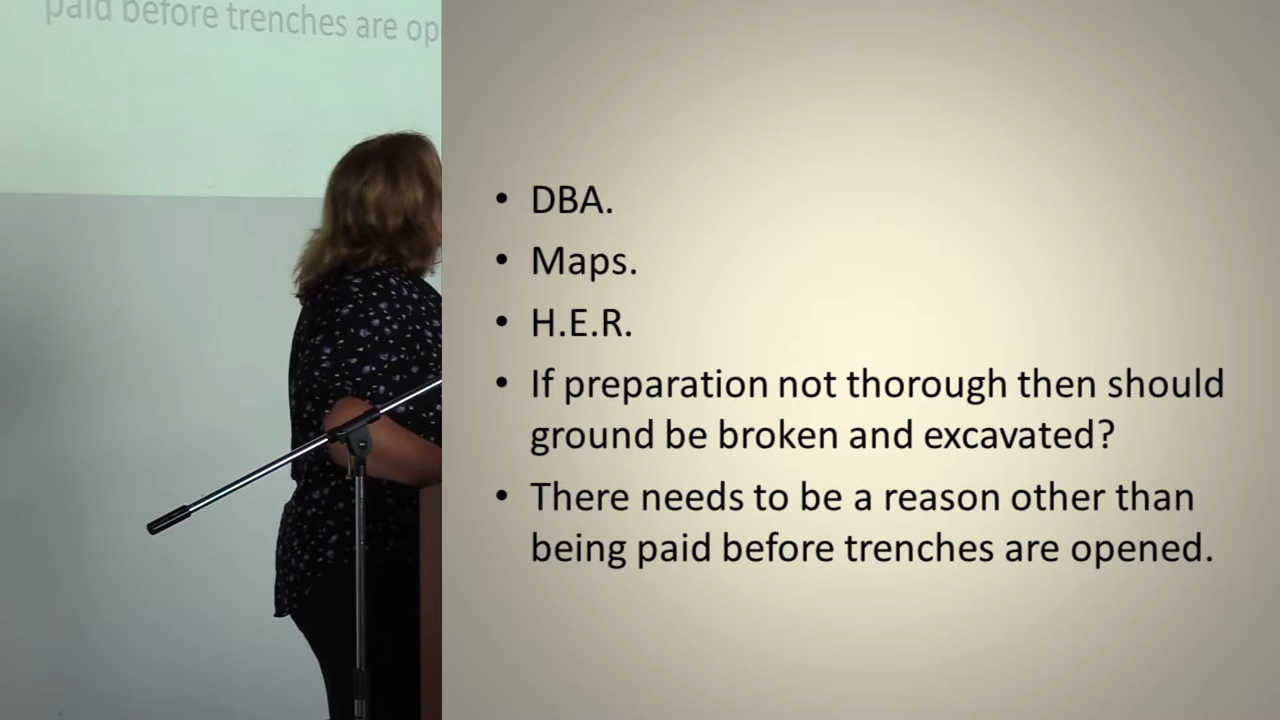 paid before trenches are op
• DBA.
• Maps.
• H.E.R.
• If preparation not thorough then should
ground be broken and excavated?
• There needs to be a reason other than
being paid before trenches are opened.